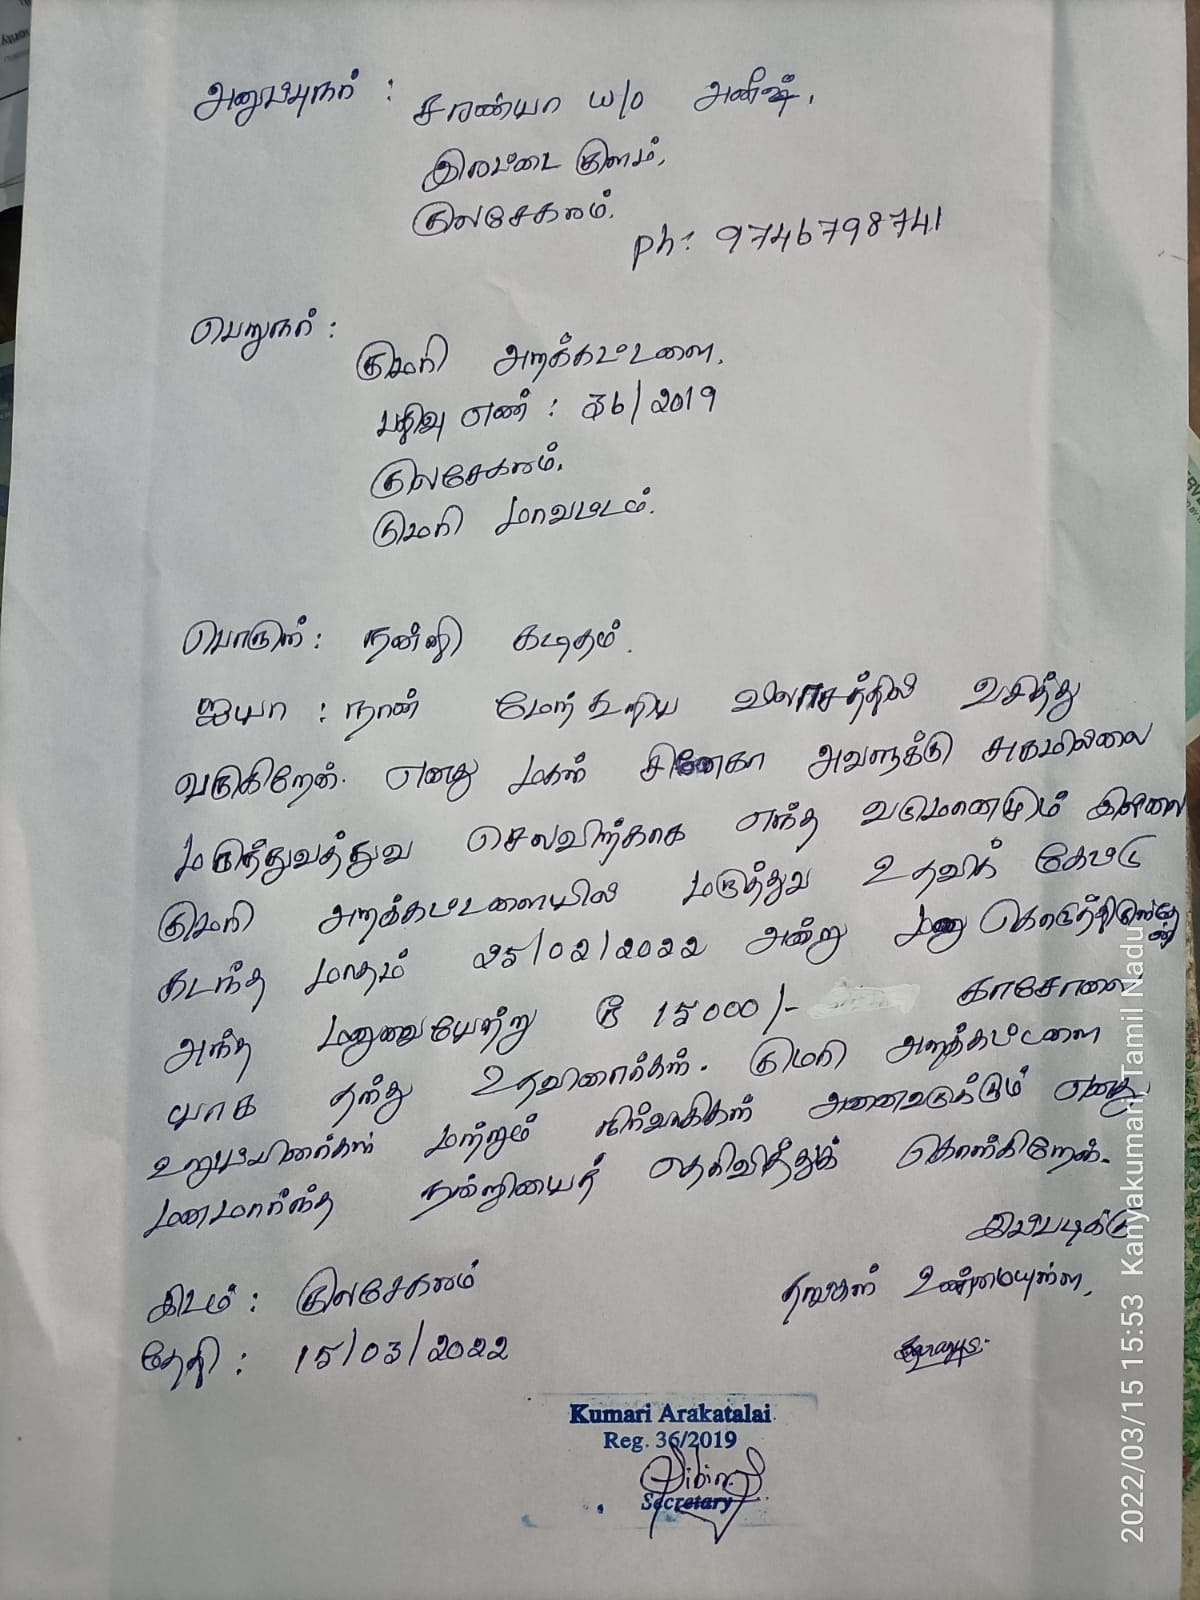 அனுப்புநர் : சரண்யா w/o அனீஷ்,
இலட்டை குளம்,
குலசேகரம்.
ph: 9746798741
பெறுநர் :
குமரி அறக்கட்டளை,
பதிவு எண் : 36/2019
குலசேகரம்,
குமரி மாவட்டம்.
பொருள் : நன்றி கடிதம்.
ஐயா : நான் மேற் கூறிய விலாசத்தில் வசித்து
வருகிறேன். எனது மகள் சினேகா அவளுக்கு சுகமில்லை
மருத்துவத்துவ செலவிற்காக எந்த வருமானமும் இல்லை
குமரி அறக்கட்டளையில் மருத்துவ உதவிக் கேட்டு
கடந்த மாதம் 25/02/2022 அன்று மனு கொடுத்திருந்தேன்
அந்த மனுவையேற்று ரூ 15000/- காசோலை
யாக தந்து உதவினார்கள். குமரி அறக்கட்டளை
உறுப்பினர்கள் மற்றும் நிர்வாகிகள் அனைவருக்கும் எனது
மனமார்ந்த நன்றியைத் தெரிவித்துக் கொள்கிறேன்.
இப்படிக்கு
இடம் : குலசேகரம்
தங்கள் உண்மையுள்ள,
தேதி : 15/03/2022
Kumari Arakatalai
Reg. 36/2019
Secretary
2022/03/15 15:53 Kanyakumari, Tamil Nadu